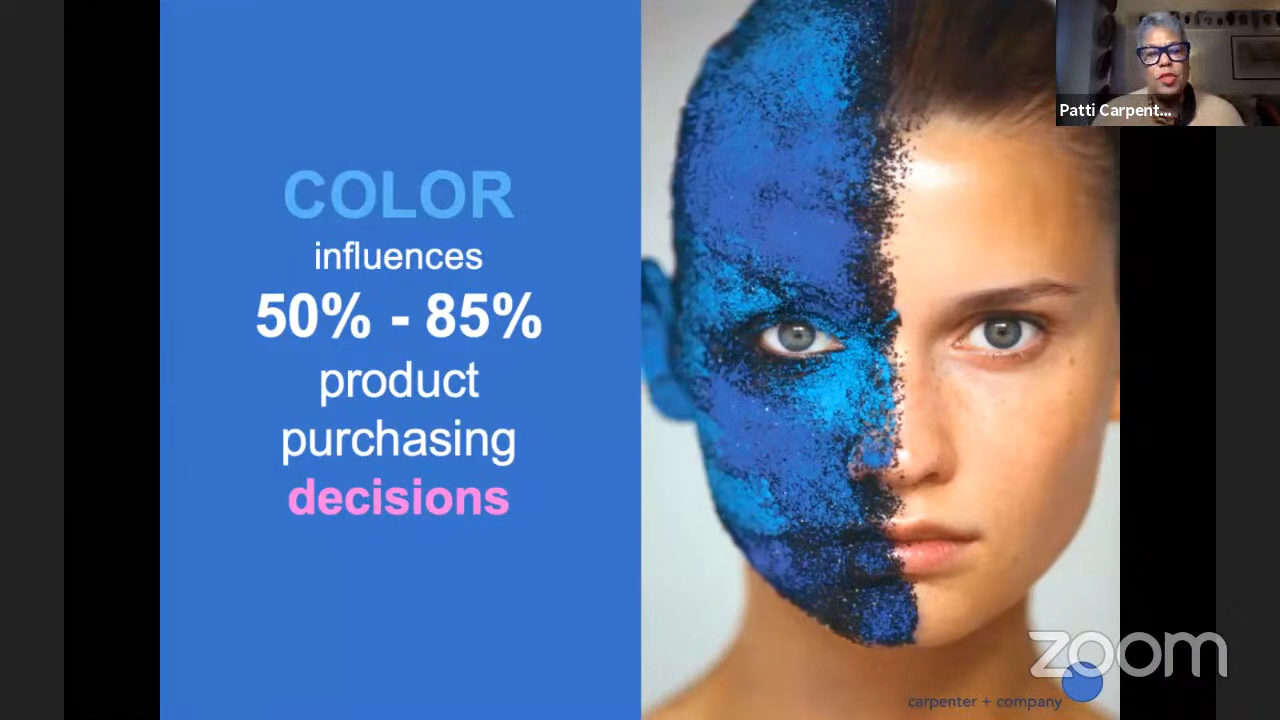 COLOR
influences
50% - 85%
product
purchasing
decisions
Patti Carpent...
zoom
carpenter + company